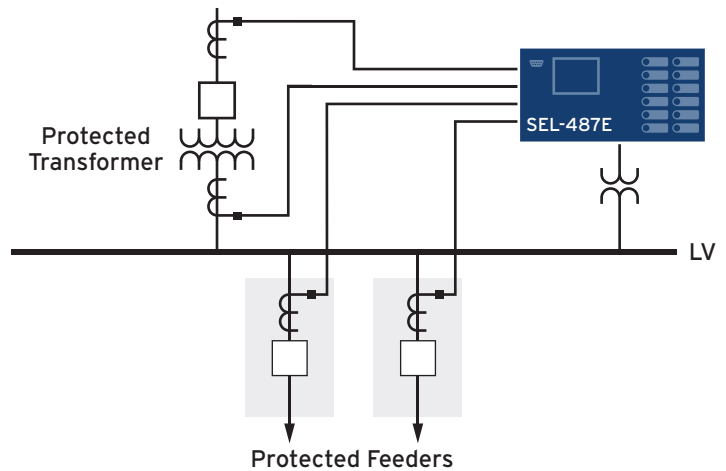 SEL-487E
Protected
Transformer
LV
Protected Feeders